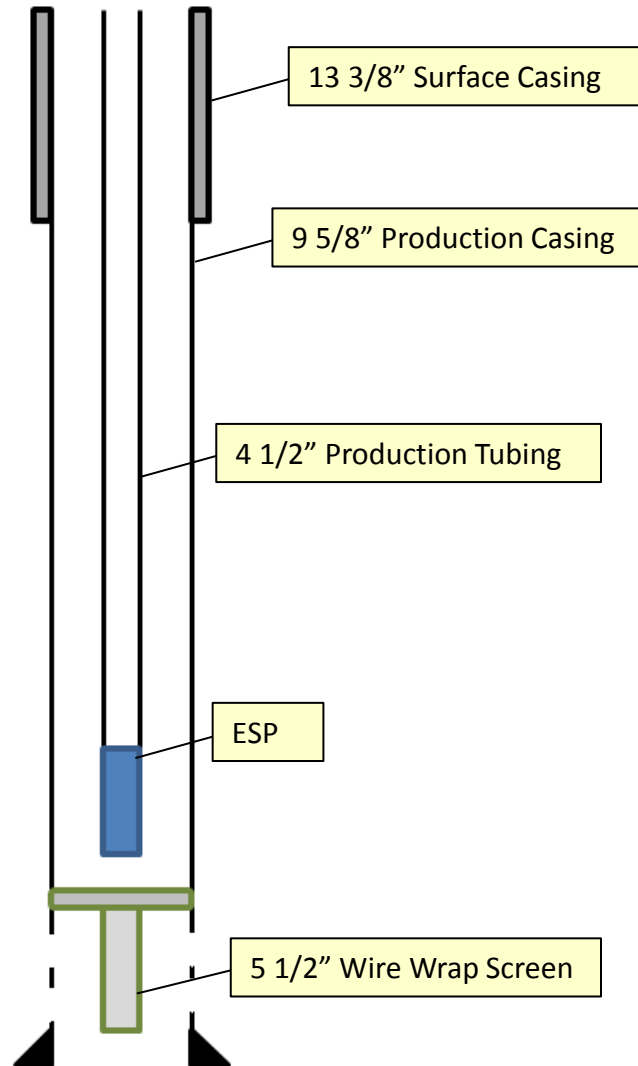 13 3/8” Surface Casing
9 5/8” Production Casing
4 1/2” Production Tubing
ESP
5 1/2” Wire Wrap Screen